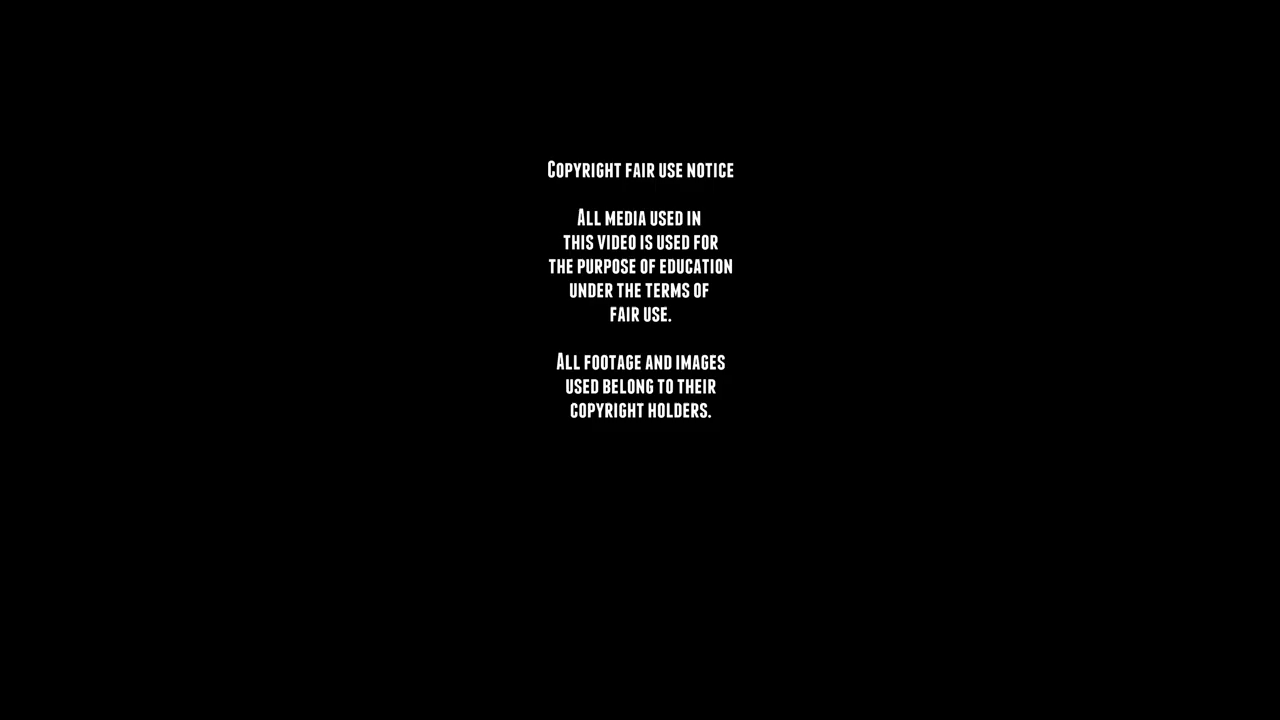 Copyright fair use notice
All media used in
this video is used for
the purpose of education
under the terms of
fair use.
All footage and images
used belong to their
copyright holders.